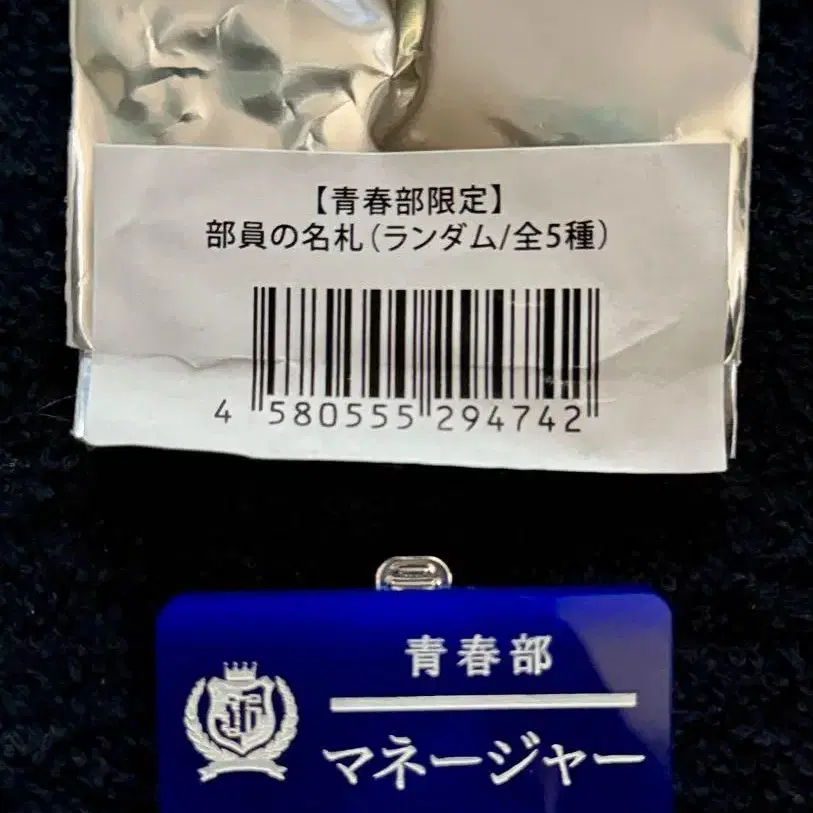 【青春部限定】
部員の名札(ランダム/全5種)
4 580555 294742
青春部
マネージャー